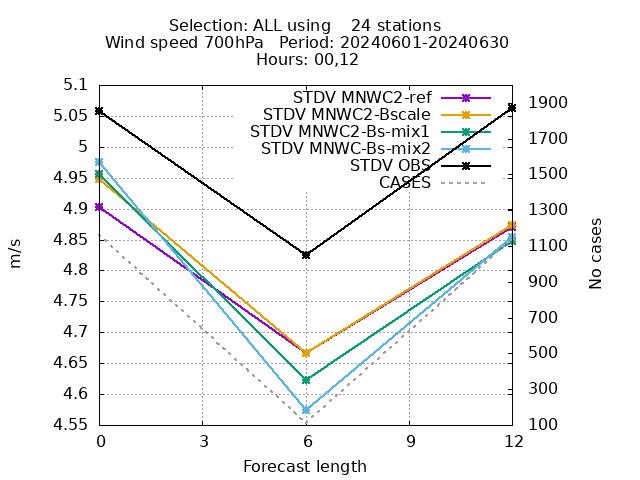 Selection: ALL using    24 stations
Wind speed 700hPa   Period: 20240601-20240630
Hours: 00,12
STDV MNWC2-ref
STDV MNWC2-Bscale
STDV MNWC2-Bs-mix1
STDV MNWC-Bs-mix2
STDV OBS
CASES
5.1
5.05
5
4.95
4.9
4.85
4.8
4.75
4.7
4.65
4.6
4.55
m/s
1900
1700
1500
1300
1100
900
700
500
300
100
No cases
0 3 6 9 12
Forecast length